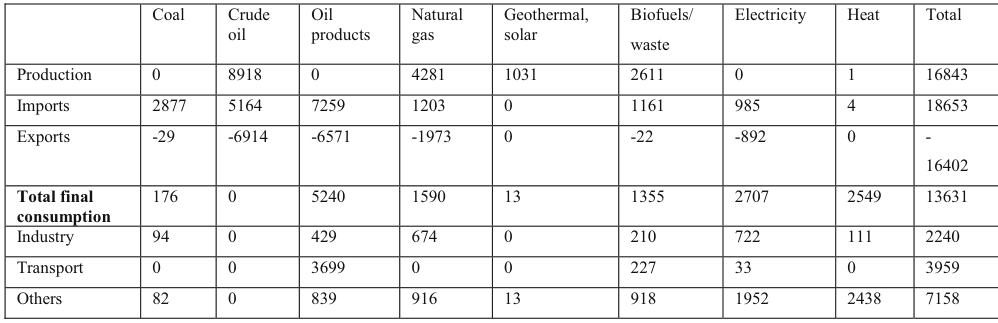 Coal Crude oil Oil products Natural gas Geothermal, solar Biofuels/ waste Electricity Heat Total
Production 0 8918 0 4281 1031 2611 0 1 16843
Imports 2877 5164 7259 1203 0 1161 985 4 18653
Exports -29 -6914 -6571 -1973 0 -22 -892 0 - 16402
Total final consumption 176 0 5240 1590 13 1355 2707 2549 13631
Industry 94 0 429 674 0 210 722 111 2240
Transport 0 0 3699 0 0 227 33 0 3959
Others 82 0 839 916 13 918 1952 2438 7158